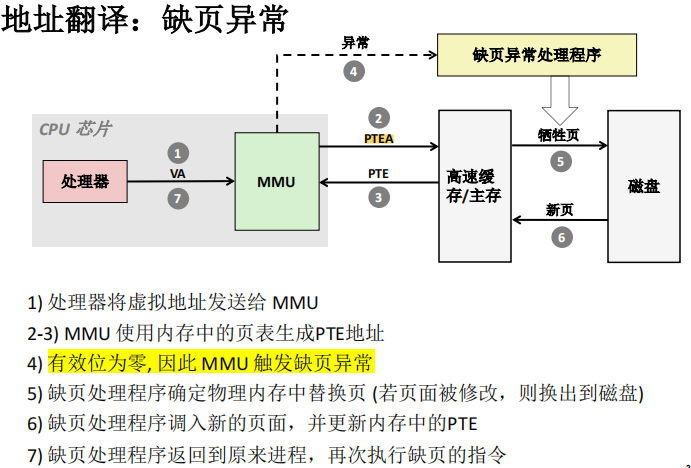 地址翻译：缺页异常
异常
4
缺页异常处理程序
CPU 芯片
处理器
1
VA
7
MMU
2
PTEA
PTE
3
高速缓
存/主存
牺牲页
5
新页
6
磁盘
1) 处理器将虚拟地址发送给 MMU
2-3) MMU 使用内存中的页表生成PTE地址
4) 有效位为零, 因此 MMU 触发缺页异常
5) 缺页处理程序确定物理内存中替换页 (若页面被修改，则换出到磁盘)
6) 缺页处理程序调入新的页面，并更新内存中的PTE
7) 缺页处理程序返回到原来进程，再次执行缺页的指令